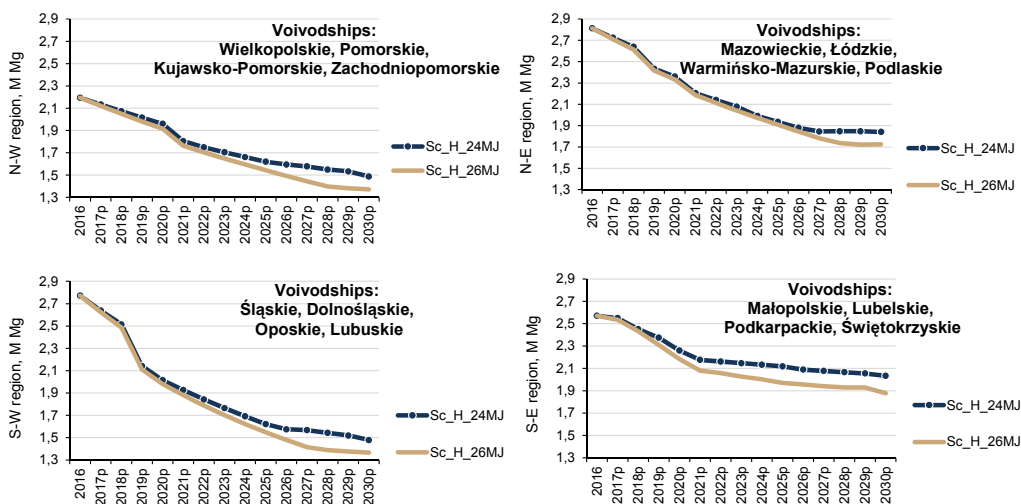 Voivodships:
Wielkopolskie, Pomorskie,
Kujawsko-Pomorskie, Zachodniopomorskie
N-W region, M Mg
2,9
2,7
2,5
2,3
2,1
1,9
1,7
1,5
1,3
2016
2017p
2018p
2019p
2020p
2021p
2022p
2023p
2024p
2025p
2026p
2027p
2028p
2029p
2030p
Sc_H_24MJ
Sc_H_26MJ
Voivodships:
Mazowieckie, Łódzkie,
Warmińsko-Mazurskie, Podlaskie
N-E region, M Mg
2,9
2,7
2,5
2,3
2,1
1,9
1,7
1,5
1,3
2016
2017p
2018p
2019p
2020p
2021p
2022p
2023p
2024p
2025p
2026p
2027p
2028p
2029p
2030p
Sc_H_24MJ
Sc_H_26MJ
Voivodships:
Śląskie, Dolnośląskie,
Oposkie, Lubuskie
S-W region, M Mg
2,9
2,7
2,5
2,3
2,1
1,9
1,7
1,5
1,3
2016
2017p
2018p
2019p
2020p
2021p
2022p
2023p
2024p
2025p
2026p
2027p
2028p
2029p
2030p
Sc_H_24MJ
Sc_H_26MJ
Voivodships:
Małopolskie, Lubelskie,
Podkarpackie, Świętokrzyskie
S-E region, M Mg
2,9
2,7
2,5
2,3
2,1
1,9
1,7
1,5
1,3
2016
2017p
2018p
2019p
2020p
2021p
2022p
2023p
2024p
2025p
2026p
2027p
2028p
2029p
2030p
Sc_H_24MJ
Sc_H_26MJ